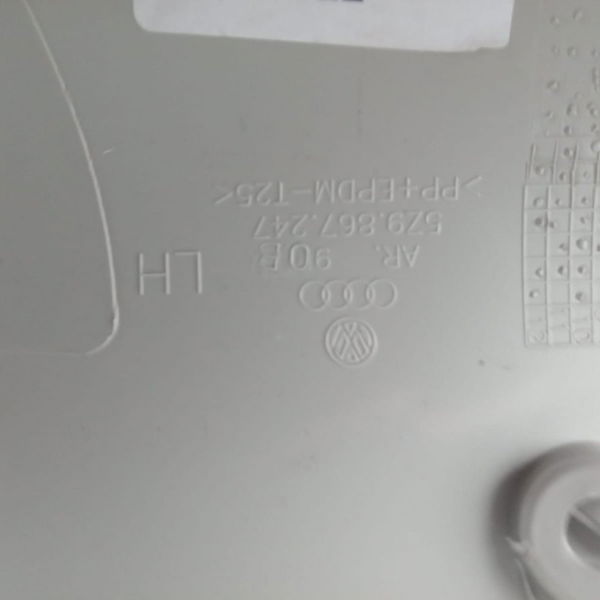 LH
AR. 90B
5Z9.867.247
>PP+EPDM-T25<